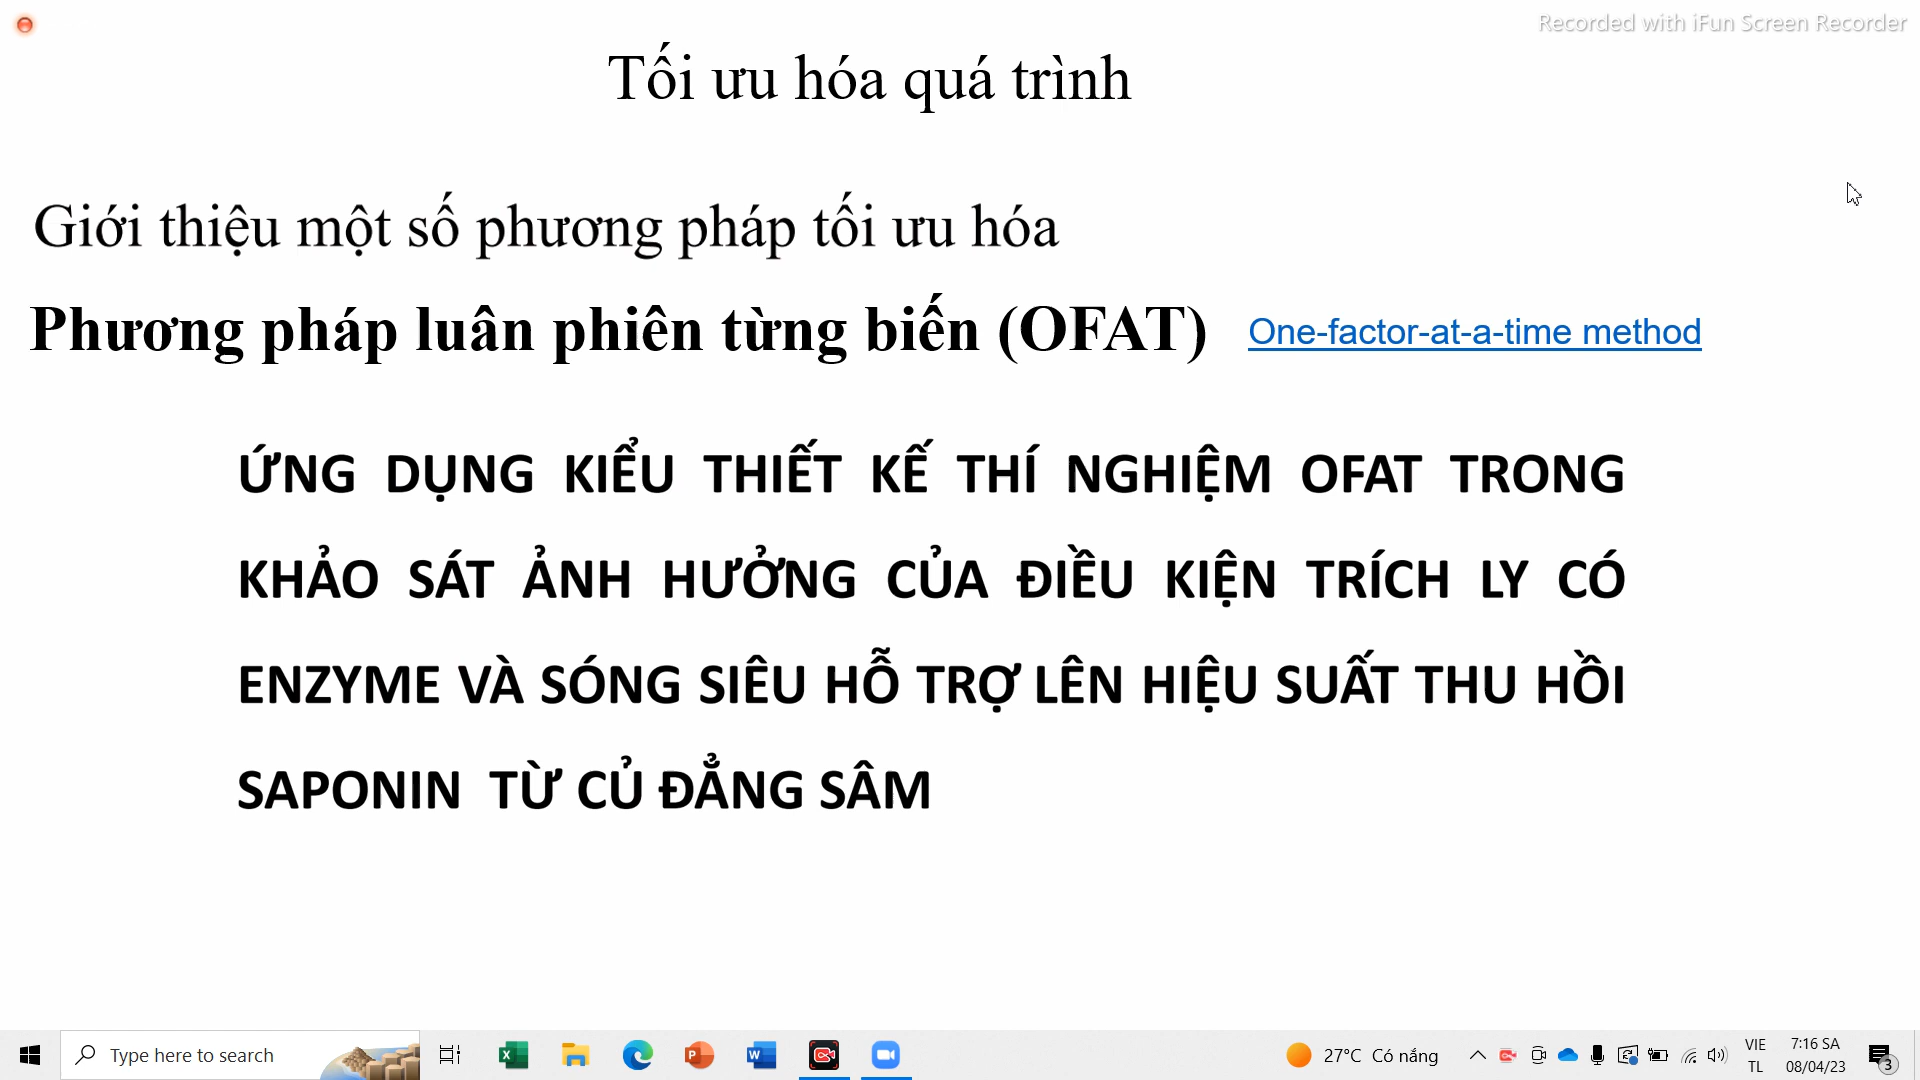 Recorded with iFun Screen Recorder
Tối ưu hóa quá trình
Giới thiệu một số phương pháp tối ưu hóa
Phương pháp luân phiên từng biến (OFAT) One-factor-at-a-time method
ỨNG DỤNG KIỂU THIẾT KẾ THÍ NGHIỆM OFAT TRONG
KHẢO SÁT ẢNH HƯỞNG CỦA ĐIỀU KIỆN TRÍCH LY CÓ
ENZYME VÀ SÓNG SIÊU HỖ TRỢ LÊN HIỆU SUẤT THU HỒI
SAPONIN TỪ CỦ ĐẲNG SÂM
Type here to search
27°C Có nắng
VIE
TL
7:16 SA
08/04/23
3